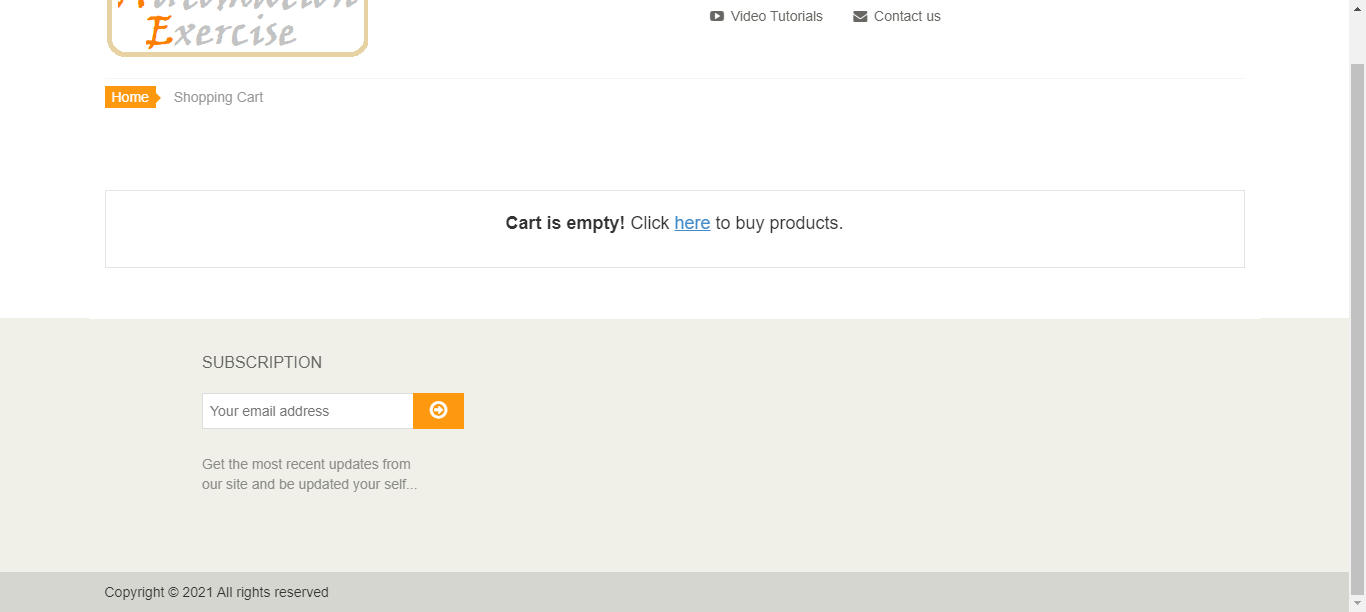 Automation
Exercise
Video Tutorials
Contact us
Home
Shopping Cart
Cart is empty! Click here to buy products.
SUBSCRIPTION
Your email address
Get the most recent updates from
our site and be updated your self...
Copyright © 2021 All rights reserved